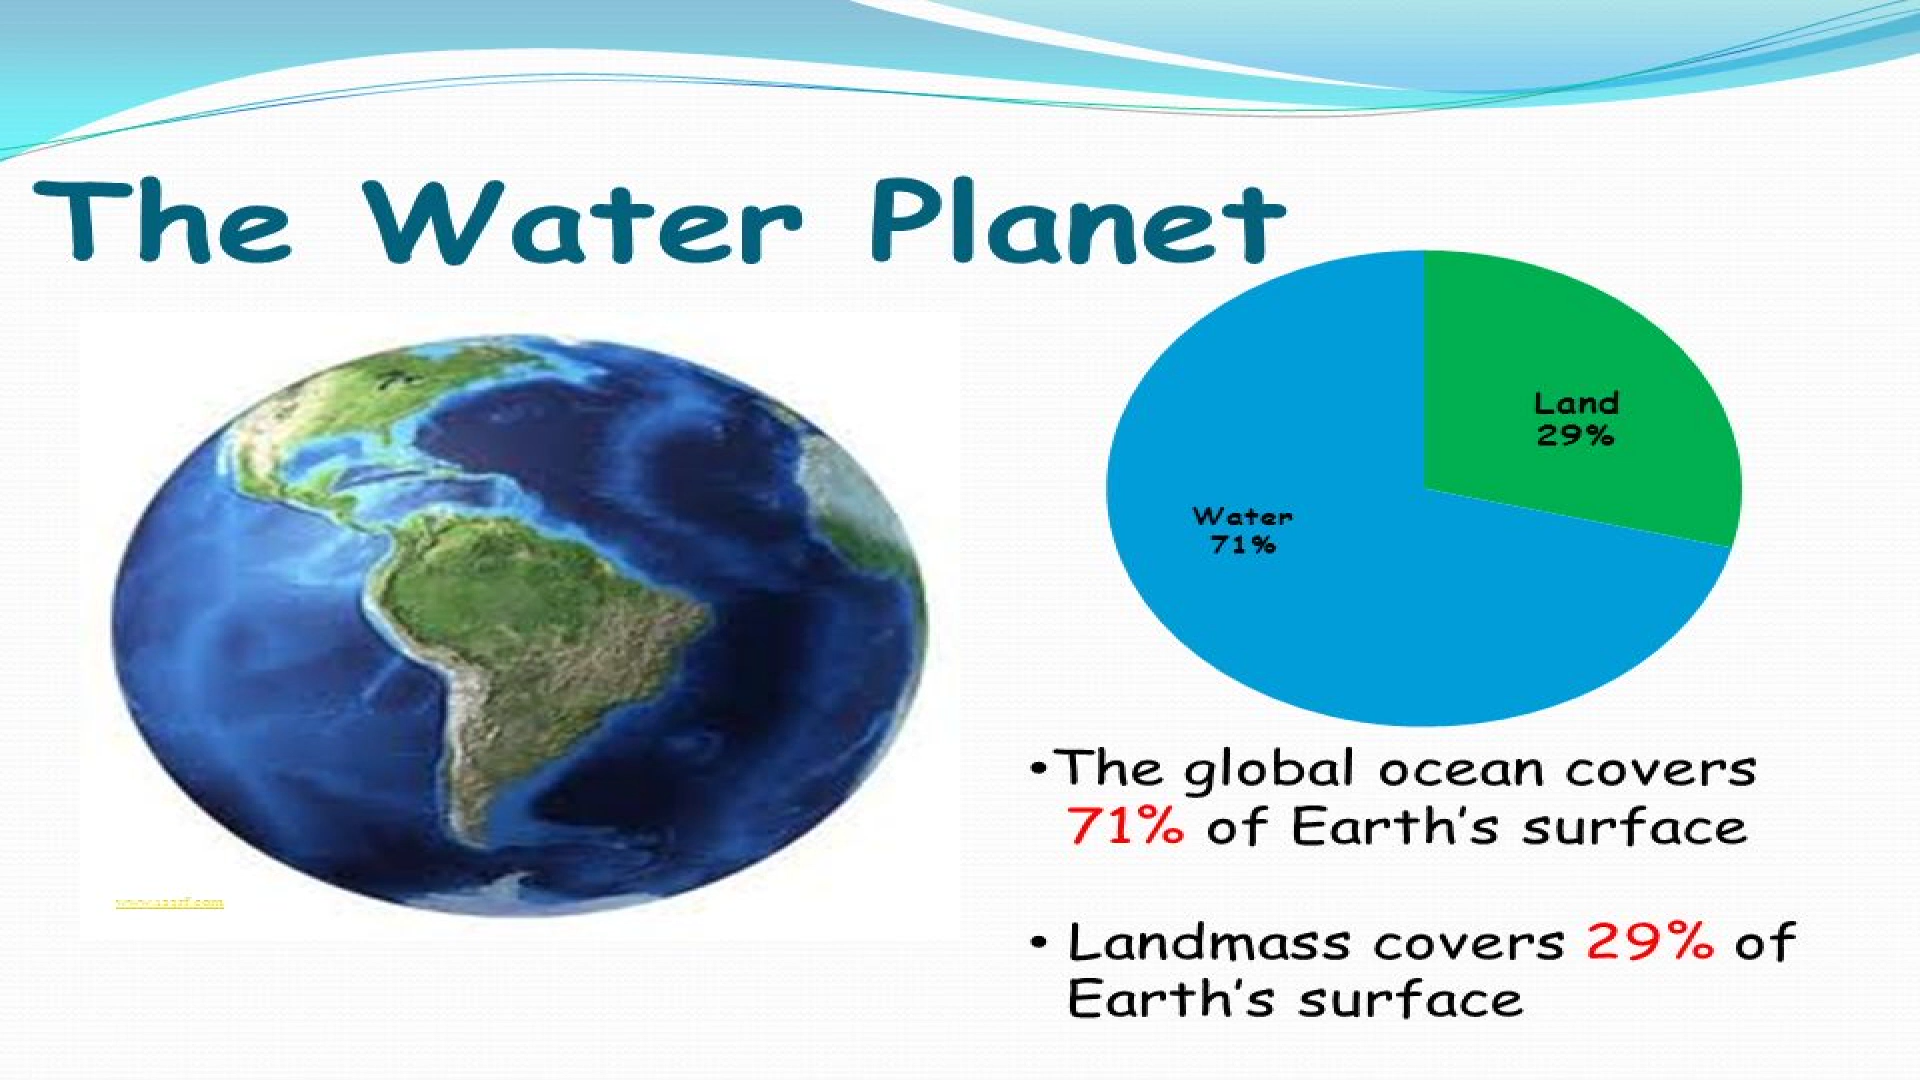 The Water Planet
Land
29%
Water
71%
•The global ocean covers
71% of Earth's surface
• Landmass covers 29% of
Earth's surface